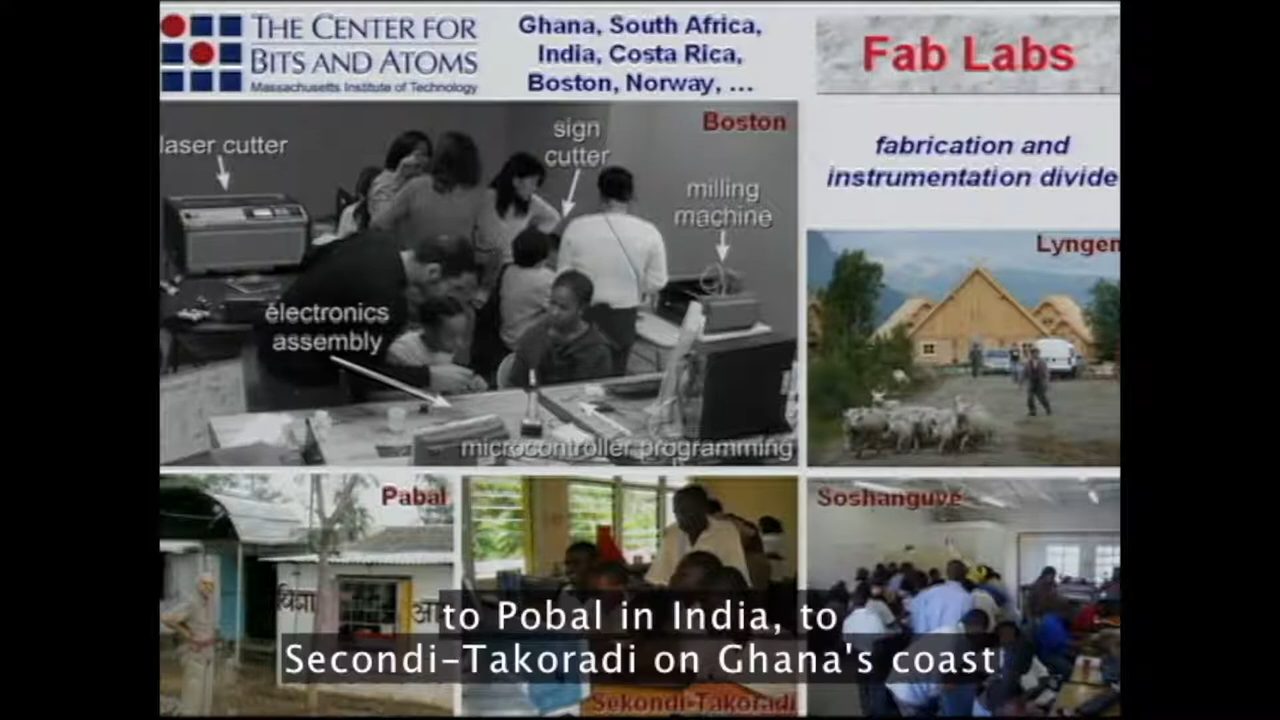 THE CENTER FOR
BITS AND ATOMS
Massachusetts Institute of Technology
Ghana, South Africa,
India, Costa Rica,
Boston, Norway, ...
Fab Labs
fabrication and
instrumentation divide
Boston
laser cutter
sign
cutter
milling
machine
electronics
assembly
microcontroller programming
Lyngen
Pabal
विज्ञा
Soshanguve
to Pobal in India, to
Secondi-Takoradi on Ghana's coast
Sekondi-Takoradi